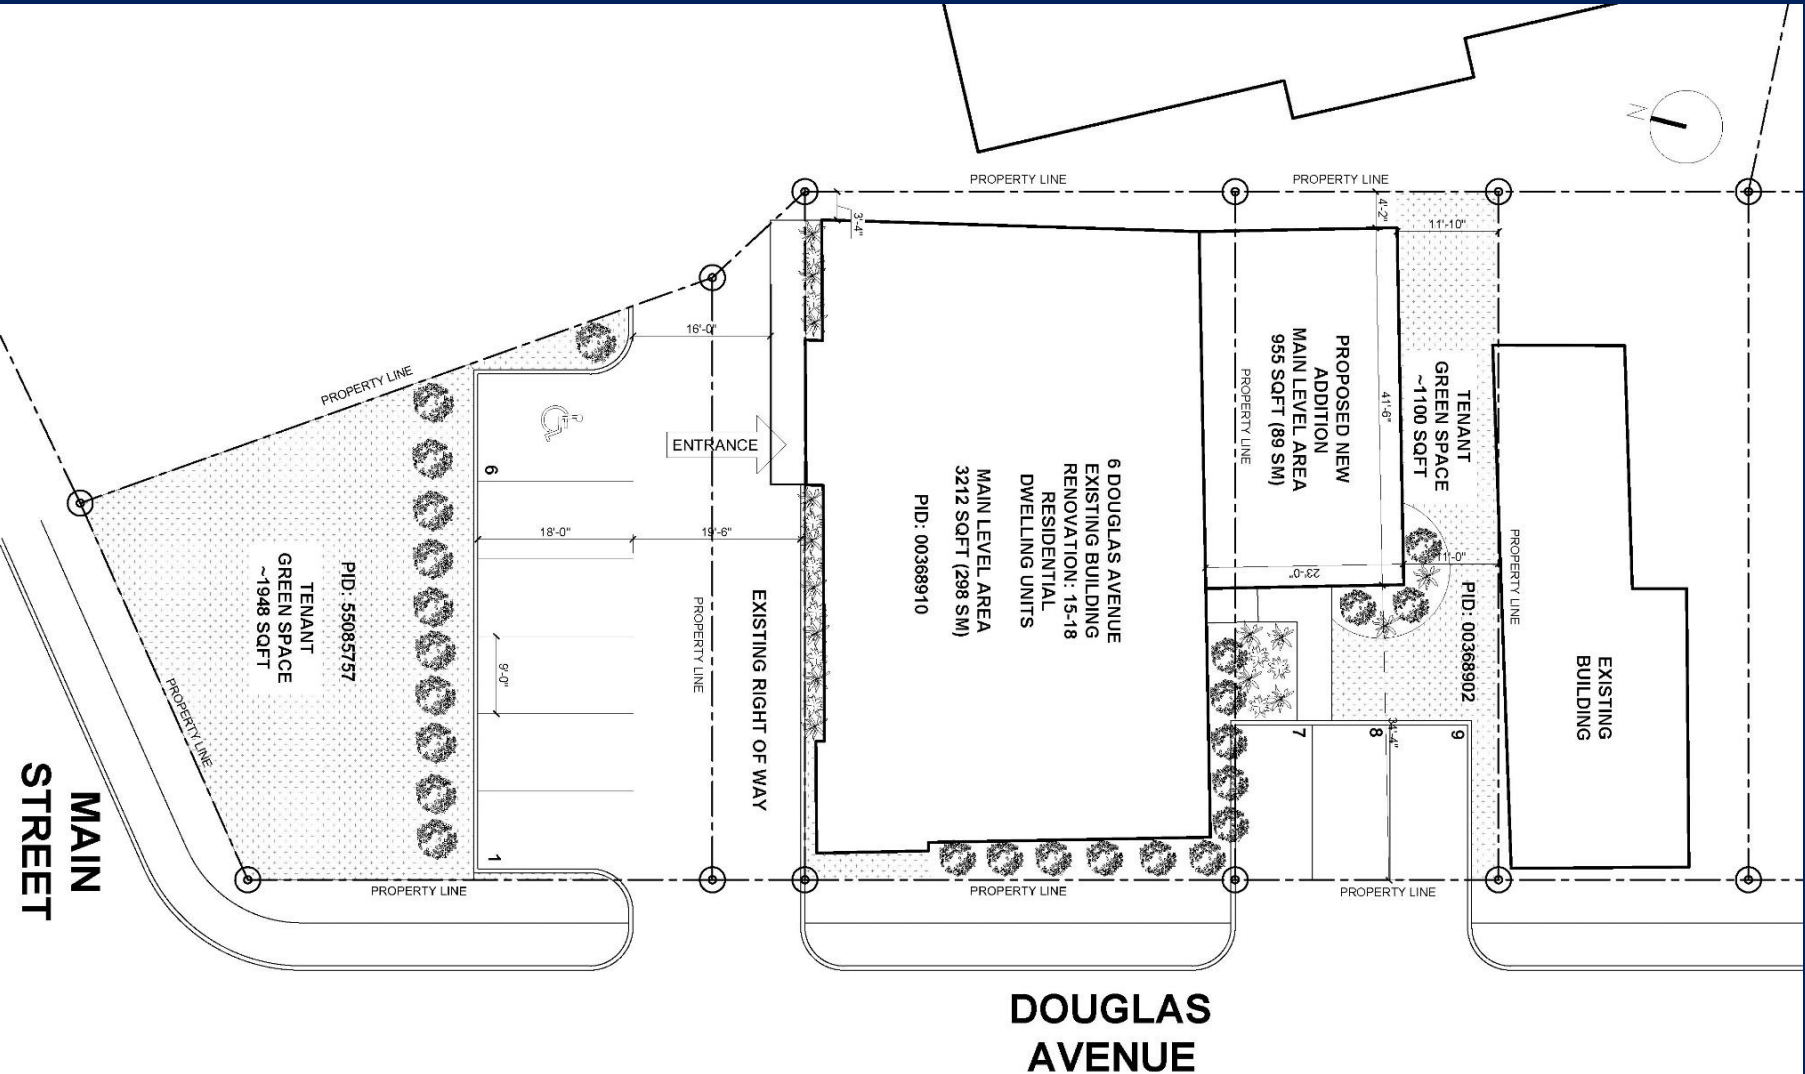 N
PROPERTY LINE
PROPERTY LINE
3'-4"
4'-2"
11'-10"
16'-0"
PROPERTY LINE
PROPERTY LINE
PROPOSED NEW
ADDITION
MAIN LEVEL AREA
955 SQFT (89 SM)
41'-6"
TENANT
GREEN SPACE
~1100 SQFT
ENTRANCE
6
18'-0"
19'-6"
6 DOUGLAS AVENUE
EXISTING BUILDING
RENOVATION: 15-18
RESIDENTIAL
DWELLING UNITS
MAIN LEVEL AREA
3212 SQFT (298 SM)
PID: 00368910
23'-0"
11'-0"
PROPERTY LINE
PID: 00368902
PID: 55085757
TENANT
GREEN SPACE
~1948 SQFT
9'-0"
PROPERTY LINE
EXISTING RIGHT OF WAY
EXISTING
BUILDING
PROPERTY LINE
7
8
9
34'-4"
1
PROPERTY LINE
PROPERTY LINE
PROPERTY LINE
MAIN
STREET
DOUGLAS
AVENUE